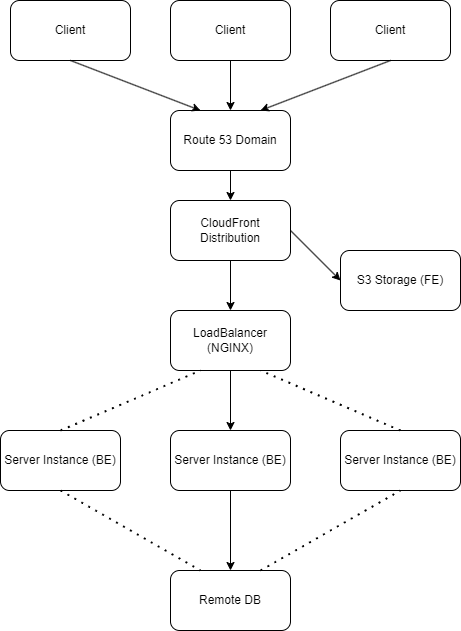 Client
Client
Client
Route 53 Domain
CloudFront
Distribution
S3 Storage (FE)
LoadBalancer
(NGINX)
Server Instance (BE)
Server Instance (BE)
Server Instance (BE)
Remote DB